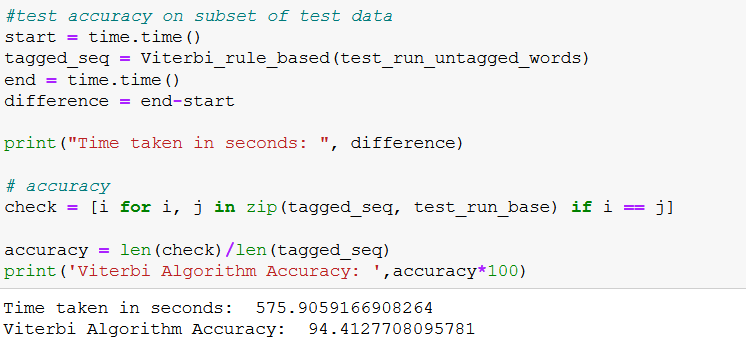 #test accuracy on subset of test data
start = time.time()
tagged_seq = Viterbi_rule_based(test_run_untagged_words)
end = time.time()
difference = end-start
print("Time taken in seconds: ", difference)
# accuracy
check = [i for i, j in zip(tagged_seq, test_run_base) if i == j]
accuracy = len(check)/len(tagged_seq)
print('Viterbi Algorithm Accuracy: ',accuracy*100)
Time taken in seconds:  575.9059166908264
Viterbi Algorithm Accuracy:  94.4127708095781